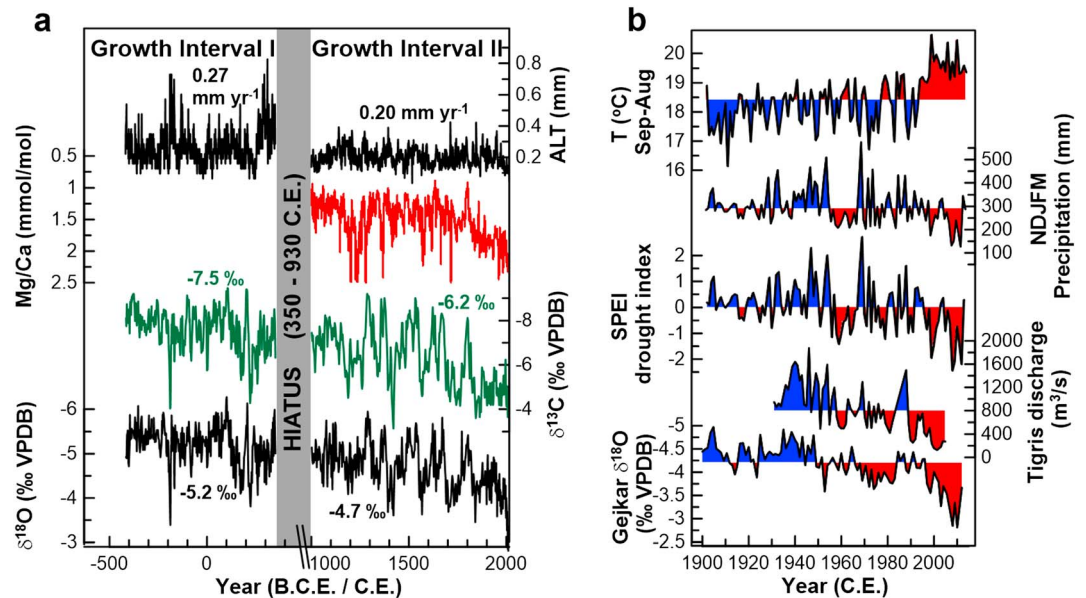 a
Growth Interval I
Growth Interval II
0.27
mm yr-1
0.20 mm yr-1
0.8
0.6
0.4
0.2
ALT (mm)
0.5
1
1.5
2
2.5
Mg/Ca (mmol/mol)
HIATUS (350 - 930 C.E.)
-7.5 ‰
-6.2 ‰
-8
-6
-4
δ13C (‰ VPDB)
-6
-5
-4
-3
δ18O (‰ VPDB)
-5.2 ‰
-4.7 ‰
-500
0
1000
1500
2000
Year (B.C.E. / C.E.)
b
20
19
18
17
16
T (oC)
Sep-Aug
500
400
300
200
100
NDJFM
Precipitation (mm)
2
1
0
-1
-2
SPEI
drought index
2000
1600
1200
800
400
0
Tigris discharge
(m3/s)
-5
-4.5
-4
-3.5
-3
-2.5
Gejkar δ18O
(‰ VPDB)
1900
1920
1940
1960
1980
2000
Year (C.E.)